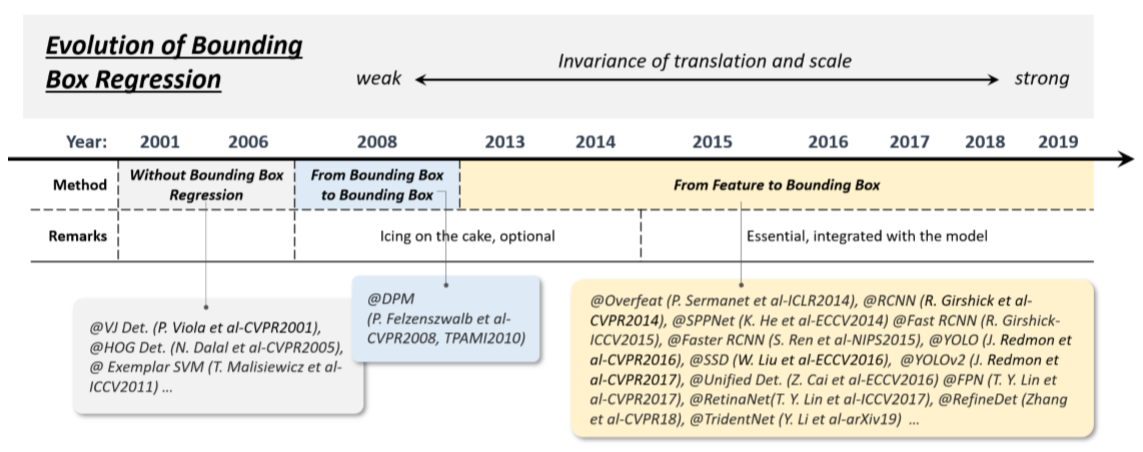 Evolution of Bounding
Box Regression
Invariance of translation and scale
weak
strong
Year: 2001 2006 2008 2013 2014 2015 2016 2017 2018 2019
Method
Without Bounding Box
Regression
From Bounding Box
to Bounding Box
From Feature to Bounding Box
Remarks
Icing on the cake, optional
Essential, integrated with the model
@VJ Det. (P. Viola et al-CVPR2001),
@HOG Det. (N. Dalal et al-CVPR2005),
@ Exemplar SVM (T. Malisiewicz et al-
ICCV2011) ...
@DPM
(P. Felzenszwalb et al-
CVPR2008, TPAMI2010)
@Overfeat (P. Sermanet et al-ICLR2014), @RCNN (R. Girshick et al-
CVPR2014), @SPPNet (K. He et al-ECCV2014) @Fast RCNN (R. Girshick-
ICCV2015), @Faster RCNN (S. Ren et al-NIPS2015), @YOLO (J. Redmon et
al-CVPR2016), @SSD (W. Liu et al-ECCV2016), @YOLOv2 (J. Redmon et
al-CVPR2017), @Unified Det. (Z. Cai et al-ECCV2016) @FPN (T. Y. Lin et
al-CVPR2017), @RetinaNet(T. Y. Lin et al-ICCV2017), @RefineDet (Zhang
et al-CVPR18), @TridentNet (Y. Li et al-arXiv19) ...